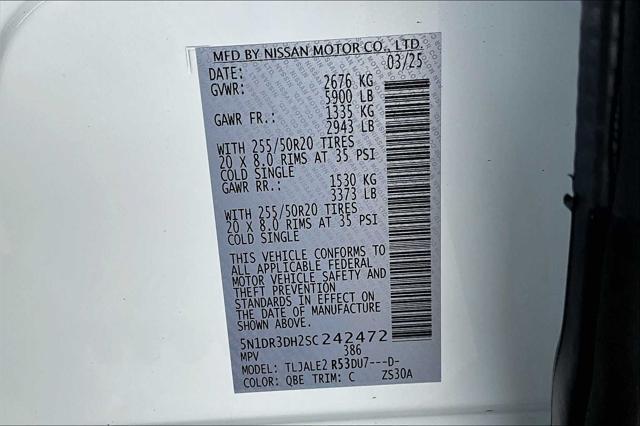 MFD BY NISSAN MOTOR CO., LTD.
DATE: 03/25
GVWR: 2676 KG
5900 LB
GAWR FR.: 1335 KG
2943 LB
WITH 255/50R20 TIRES
20 X 8.0 RIMS AT 35 PSI
COLD SINGLE
GAWR RR.: 1530 KG
3373 LB
WITH 255/50R20 TIRES
20 X 8.0 RIMS AT 35 PSI
COLD SINGLE
THIS VEHICLE CONFORMS TO
ALL APPLICABLE FEDERAL
MOTOR VEHICLE SAFETY AND
THEFT PREVENTION
STANDARDS IN EFFECT ON
THE DATE OF MANUFACTURE
SHOWN ABOVE.
5N1DR3DH2SC242472
MPV 386
MODEL: TLJALE2 R53DU7---D-
COLOR: QBE TRIM: C ZS30A